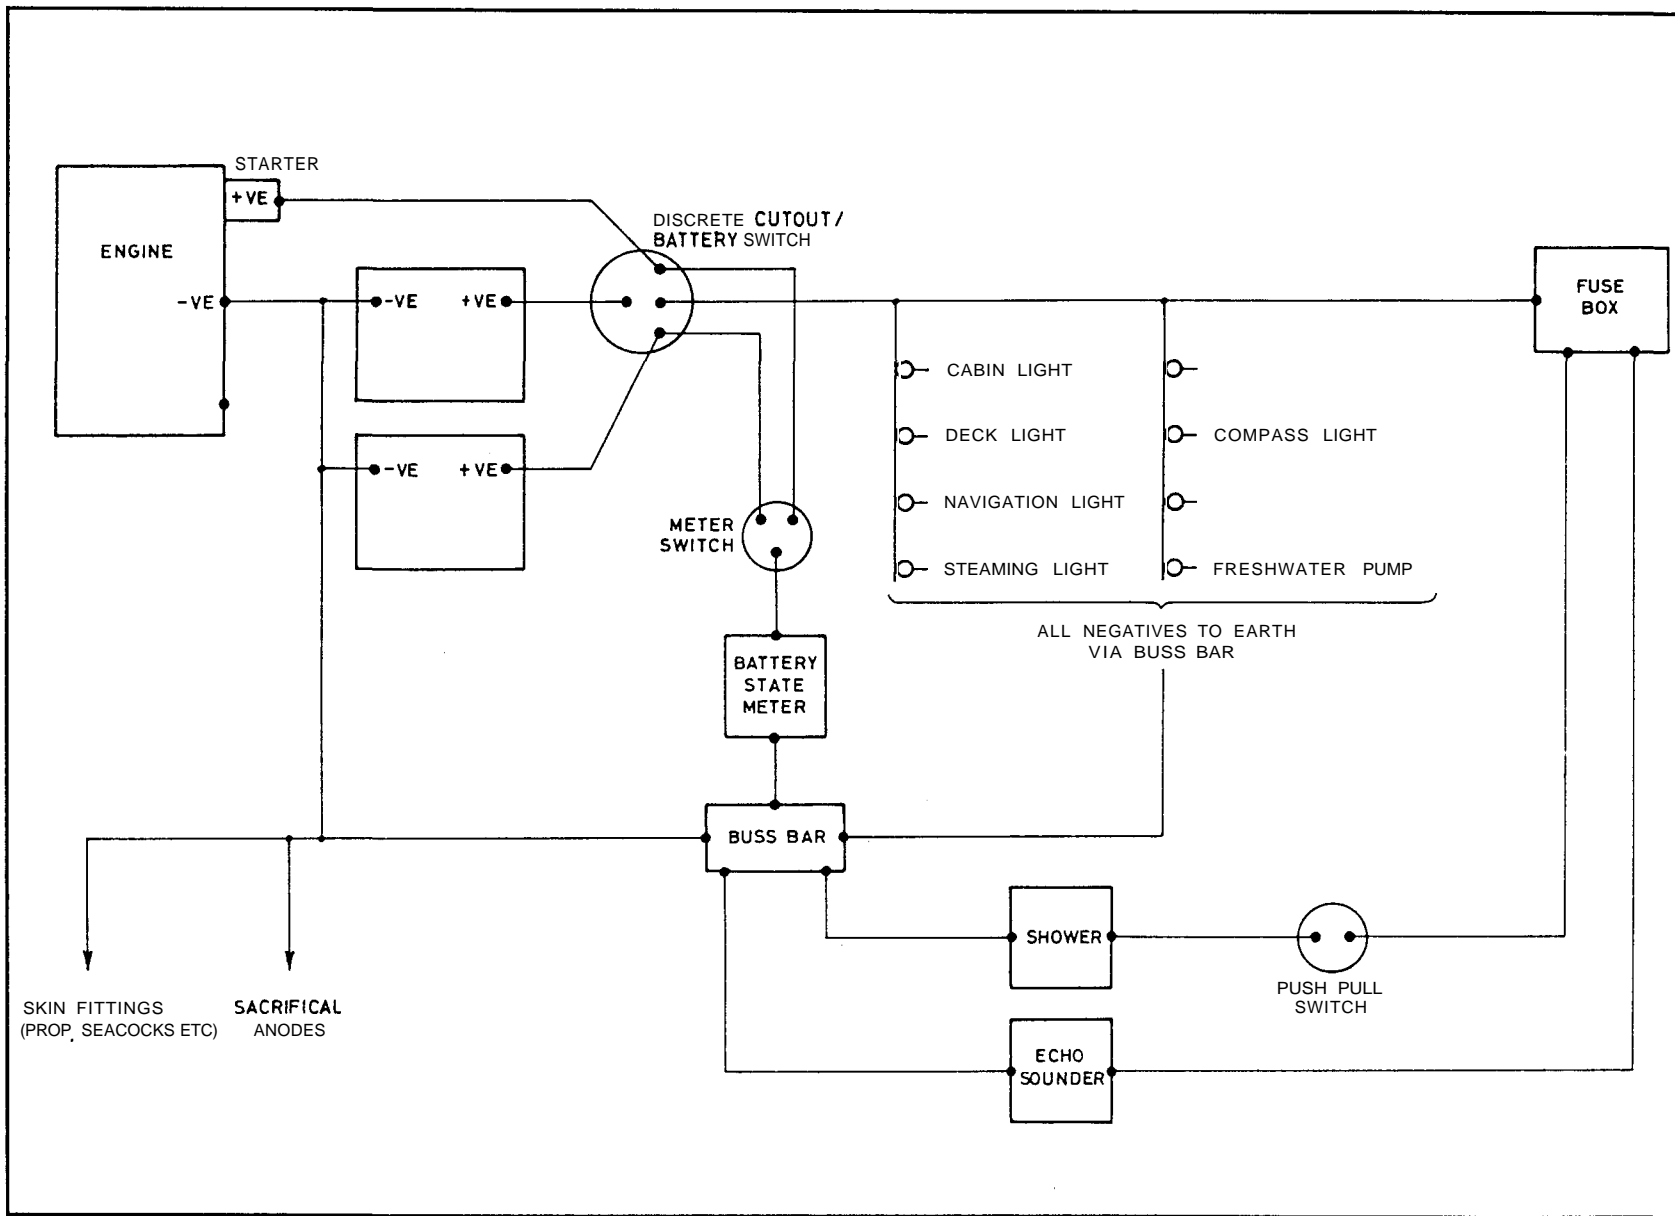 STARTER
+VE
ENGINE
-VE
DISCRETE CUTOUT/
BATTERY SWITCH
-VE +VE
-VE +VE
FUSE
BOX
CABIN LIGHT
DECK LIGHT
NAVIGATION LIGHT
STEAMING LIGHT
COMPASS LIGHT
FRESHWATER PUMP
METER
SWITCH
ALL NEGATIVES TO EARTH
VIA BUSS BAR
BATTERY
STATE
METER
BUSS BAR
SHOWER
PUSH PULL
SWITCH
ECHO
SOUNDER
SKIN FITTINGS
(PROP, SEACOCKS ETC)
SACRIFICAL
ANODES